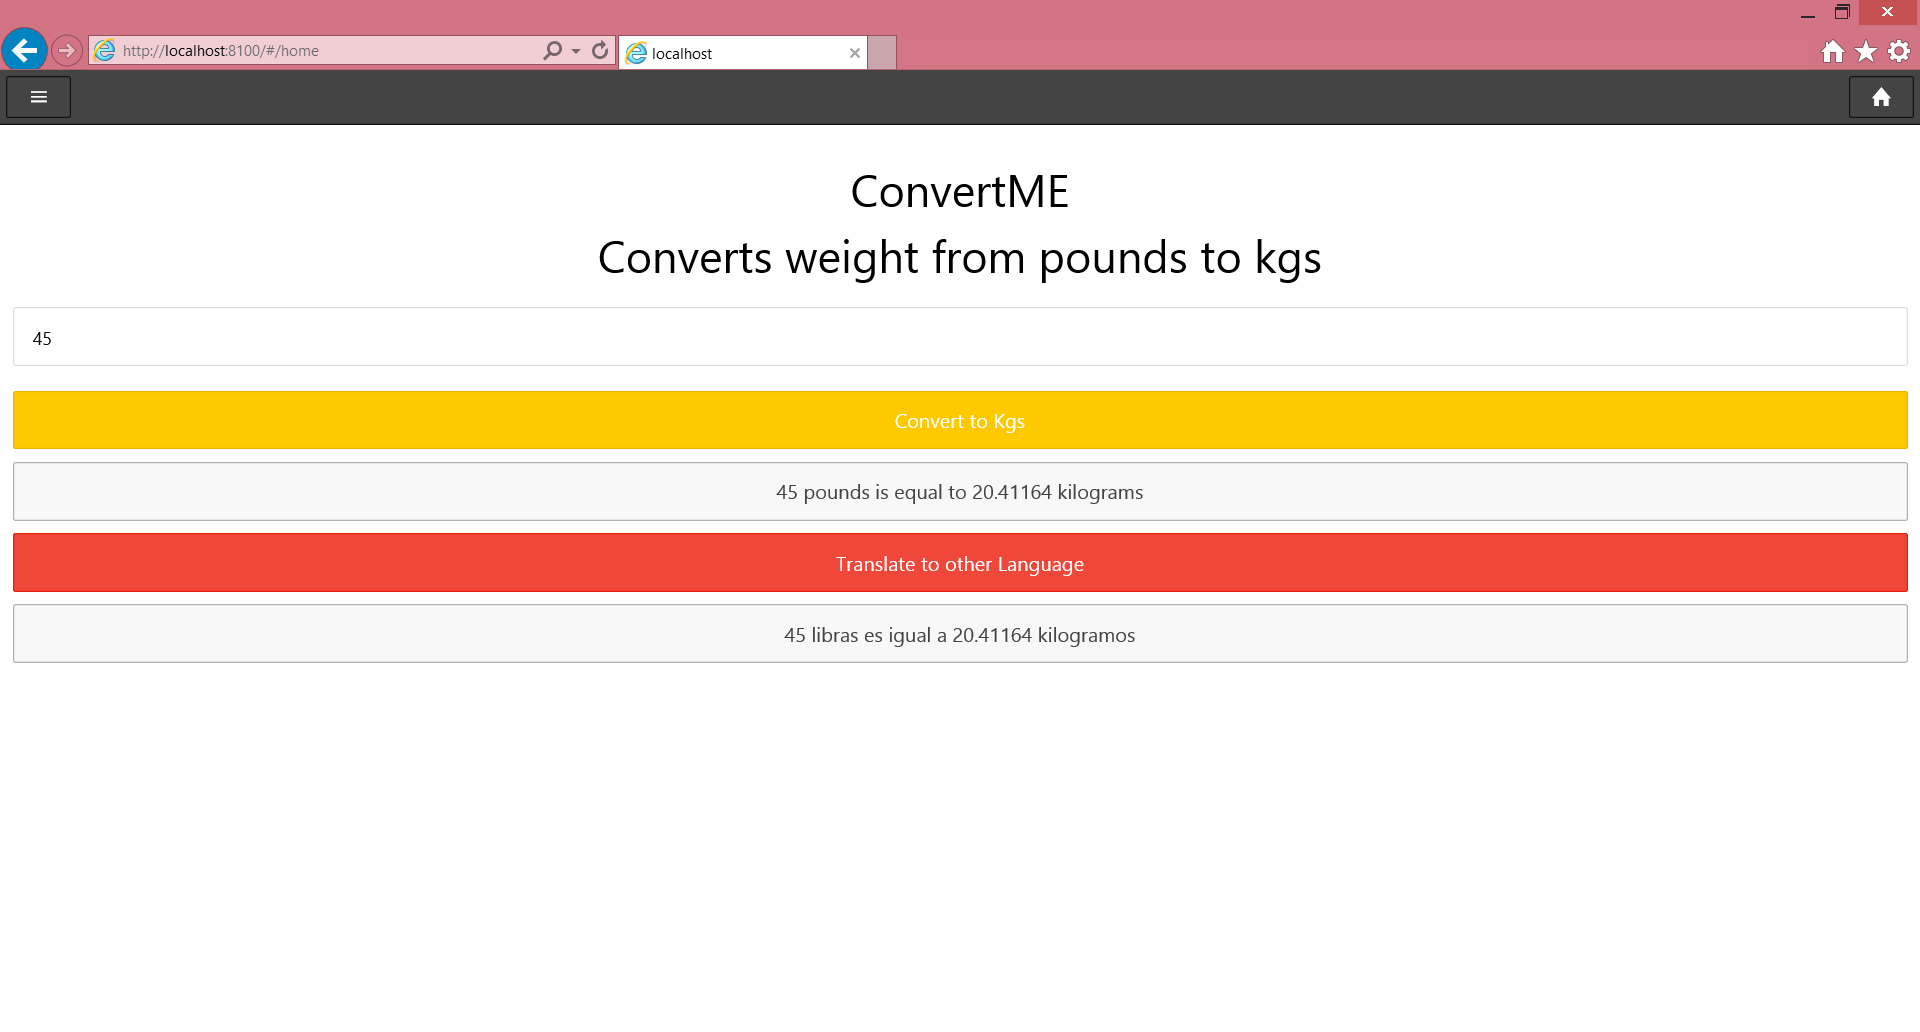 http://localhost:8100/#/home
localhost
ConvertME
Converts weight from pounds to kgs
45
Convert to Kgs
45 pounds is equal to 20.41164 kilograms
Translate to other Language
45 libras es igual a 20.41164 kilogramos